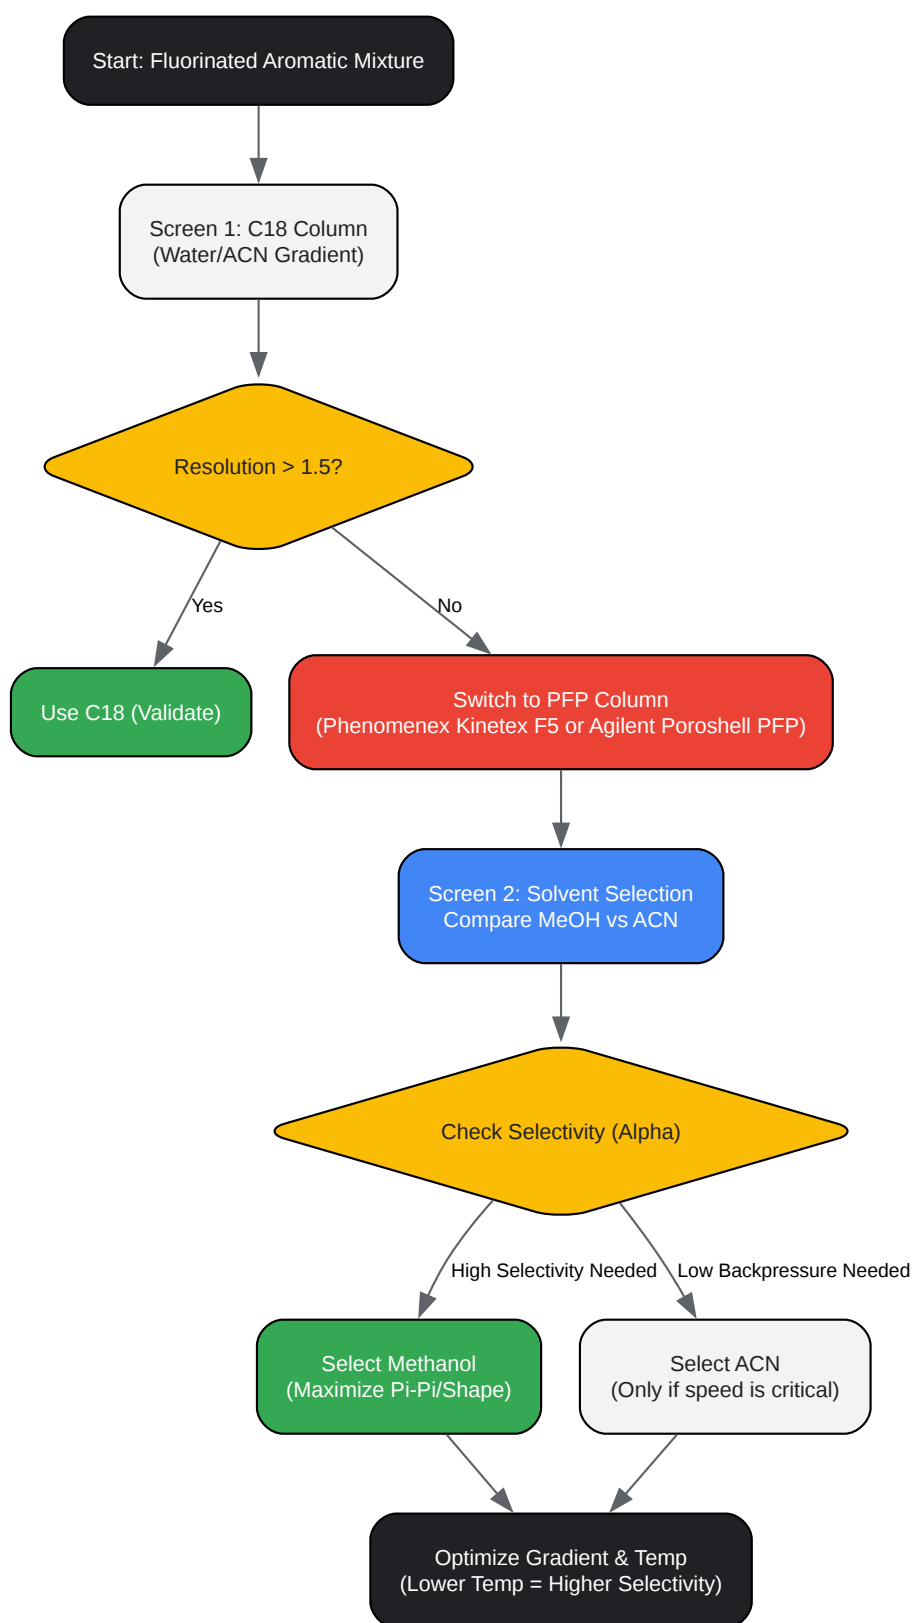 Start: Fluorinated Aromatic Mixture
Screen 1: C18 Column
(Water/ACN Gradient)
Resolution > 1.5?
Yes
No
Use C18 (Validate)
Switch to PFP Column
(Phenomenex Kinetex F5 or Agilent Poroshell PFP)
Screen 2: Solvent Selection
Compare MeOH vs ACN
Check Selectivity (Alpha)
High Selectivity Needed
Low Backpressure Needed
Select Methanol
(Maximize Pi-Pi/Shape)
Select ACN
(Only if speed is critical)
Optimize Gradient & Temp
(Lower Temp = Higher Selectivity)